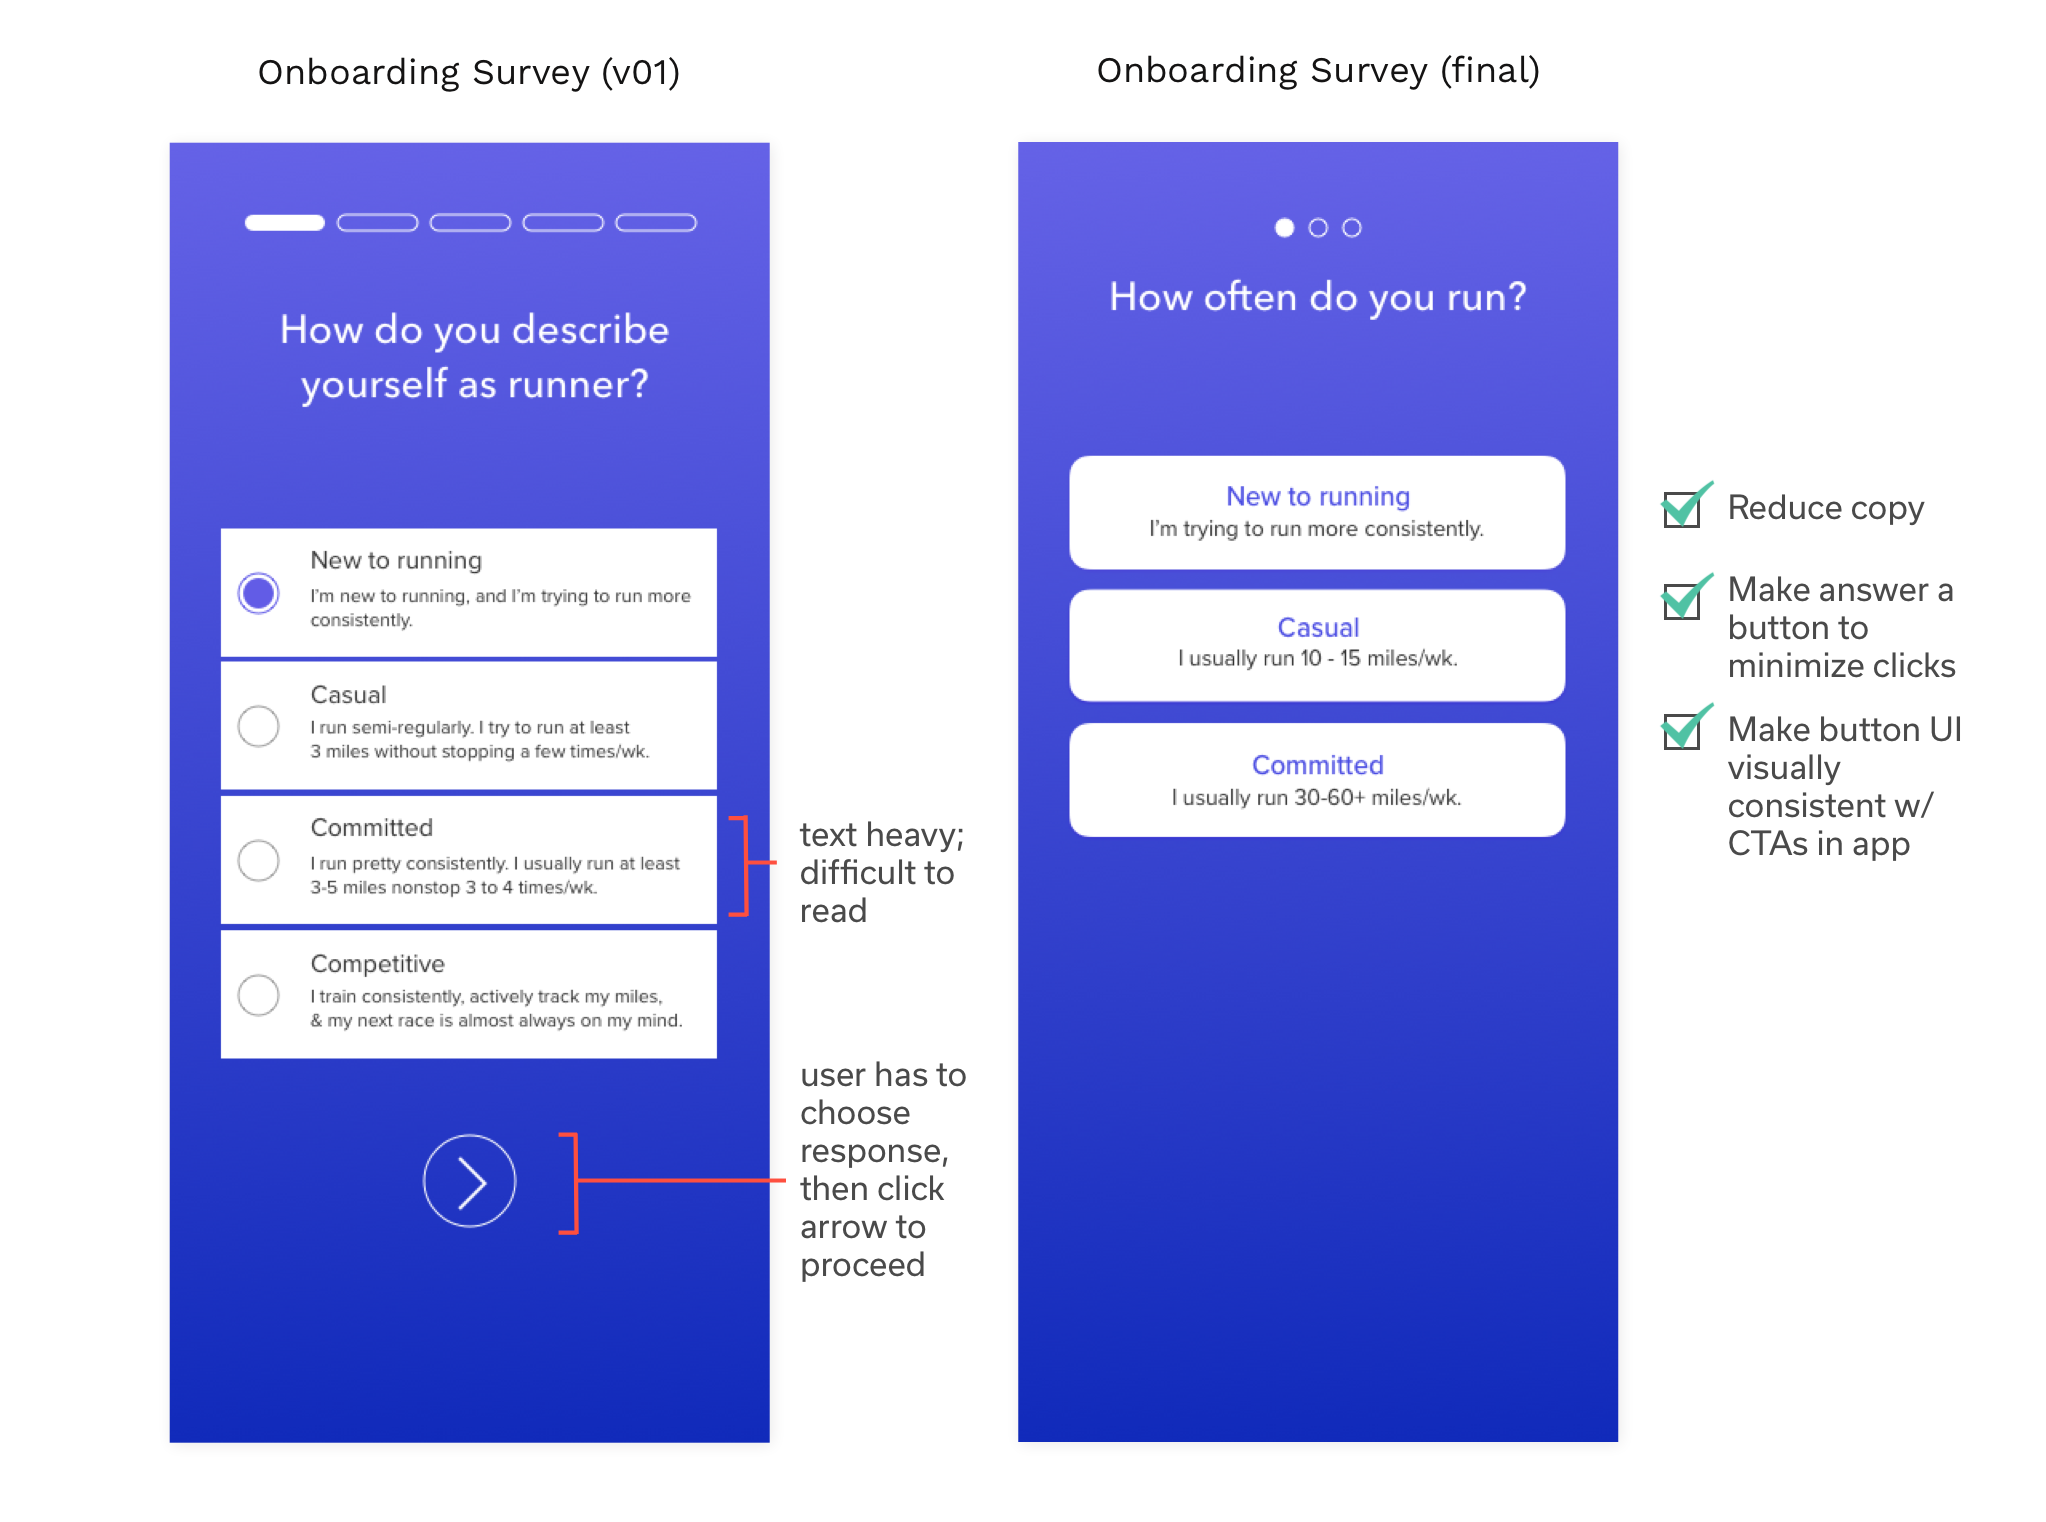 Onboarding Survey (v01)
How do you describe
yourself as runner?
New to running
I'm new to running, and I'm trying to run more
consistently.
Casual
I run semi-regularly. I try to run at least
3 miles without stopping a few times/wk.
Committed
I run pretty consistently. I usually run at least
3-5 miles nonstop 3 to 4 times/wk.
Competitive
I train consistently, actively track my miles,
& my next race is almost always on my mind.
text heavy;
difficult to
read
user has to
choose
response,
then click
arrow to
proceed
Onboarding Survey (final)
How often do you run?
New to running
I'm trying to run more consistently.
Casual
I usually run 10 - 15 miles/wk.
Committed
I usually run 30-60+ miles/wk.
Reduce copy
Make answer a
button to
minimize clicks
Make button UI
visually
consistent w/
CTAs in app